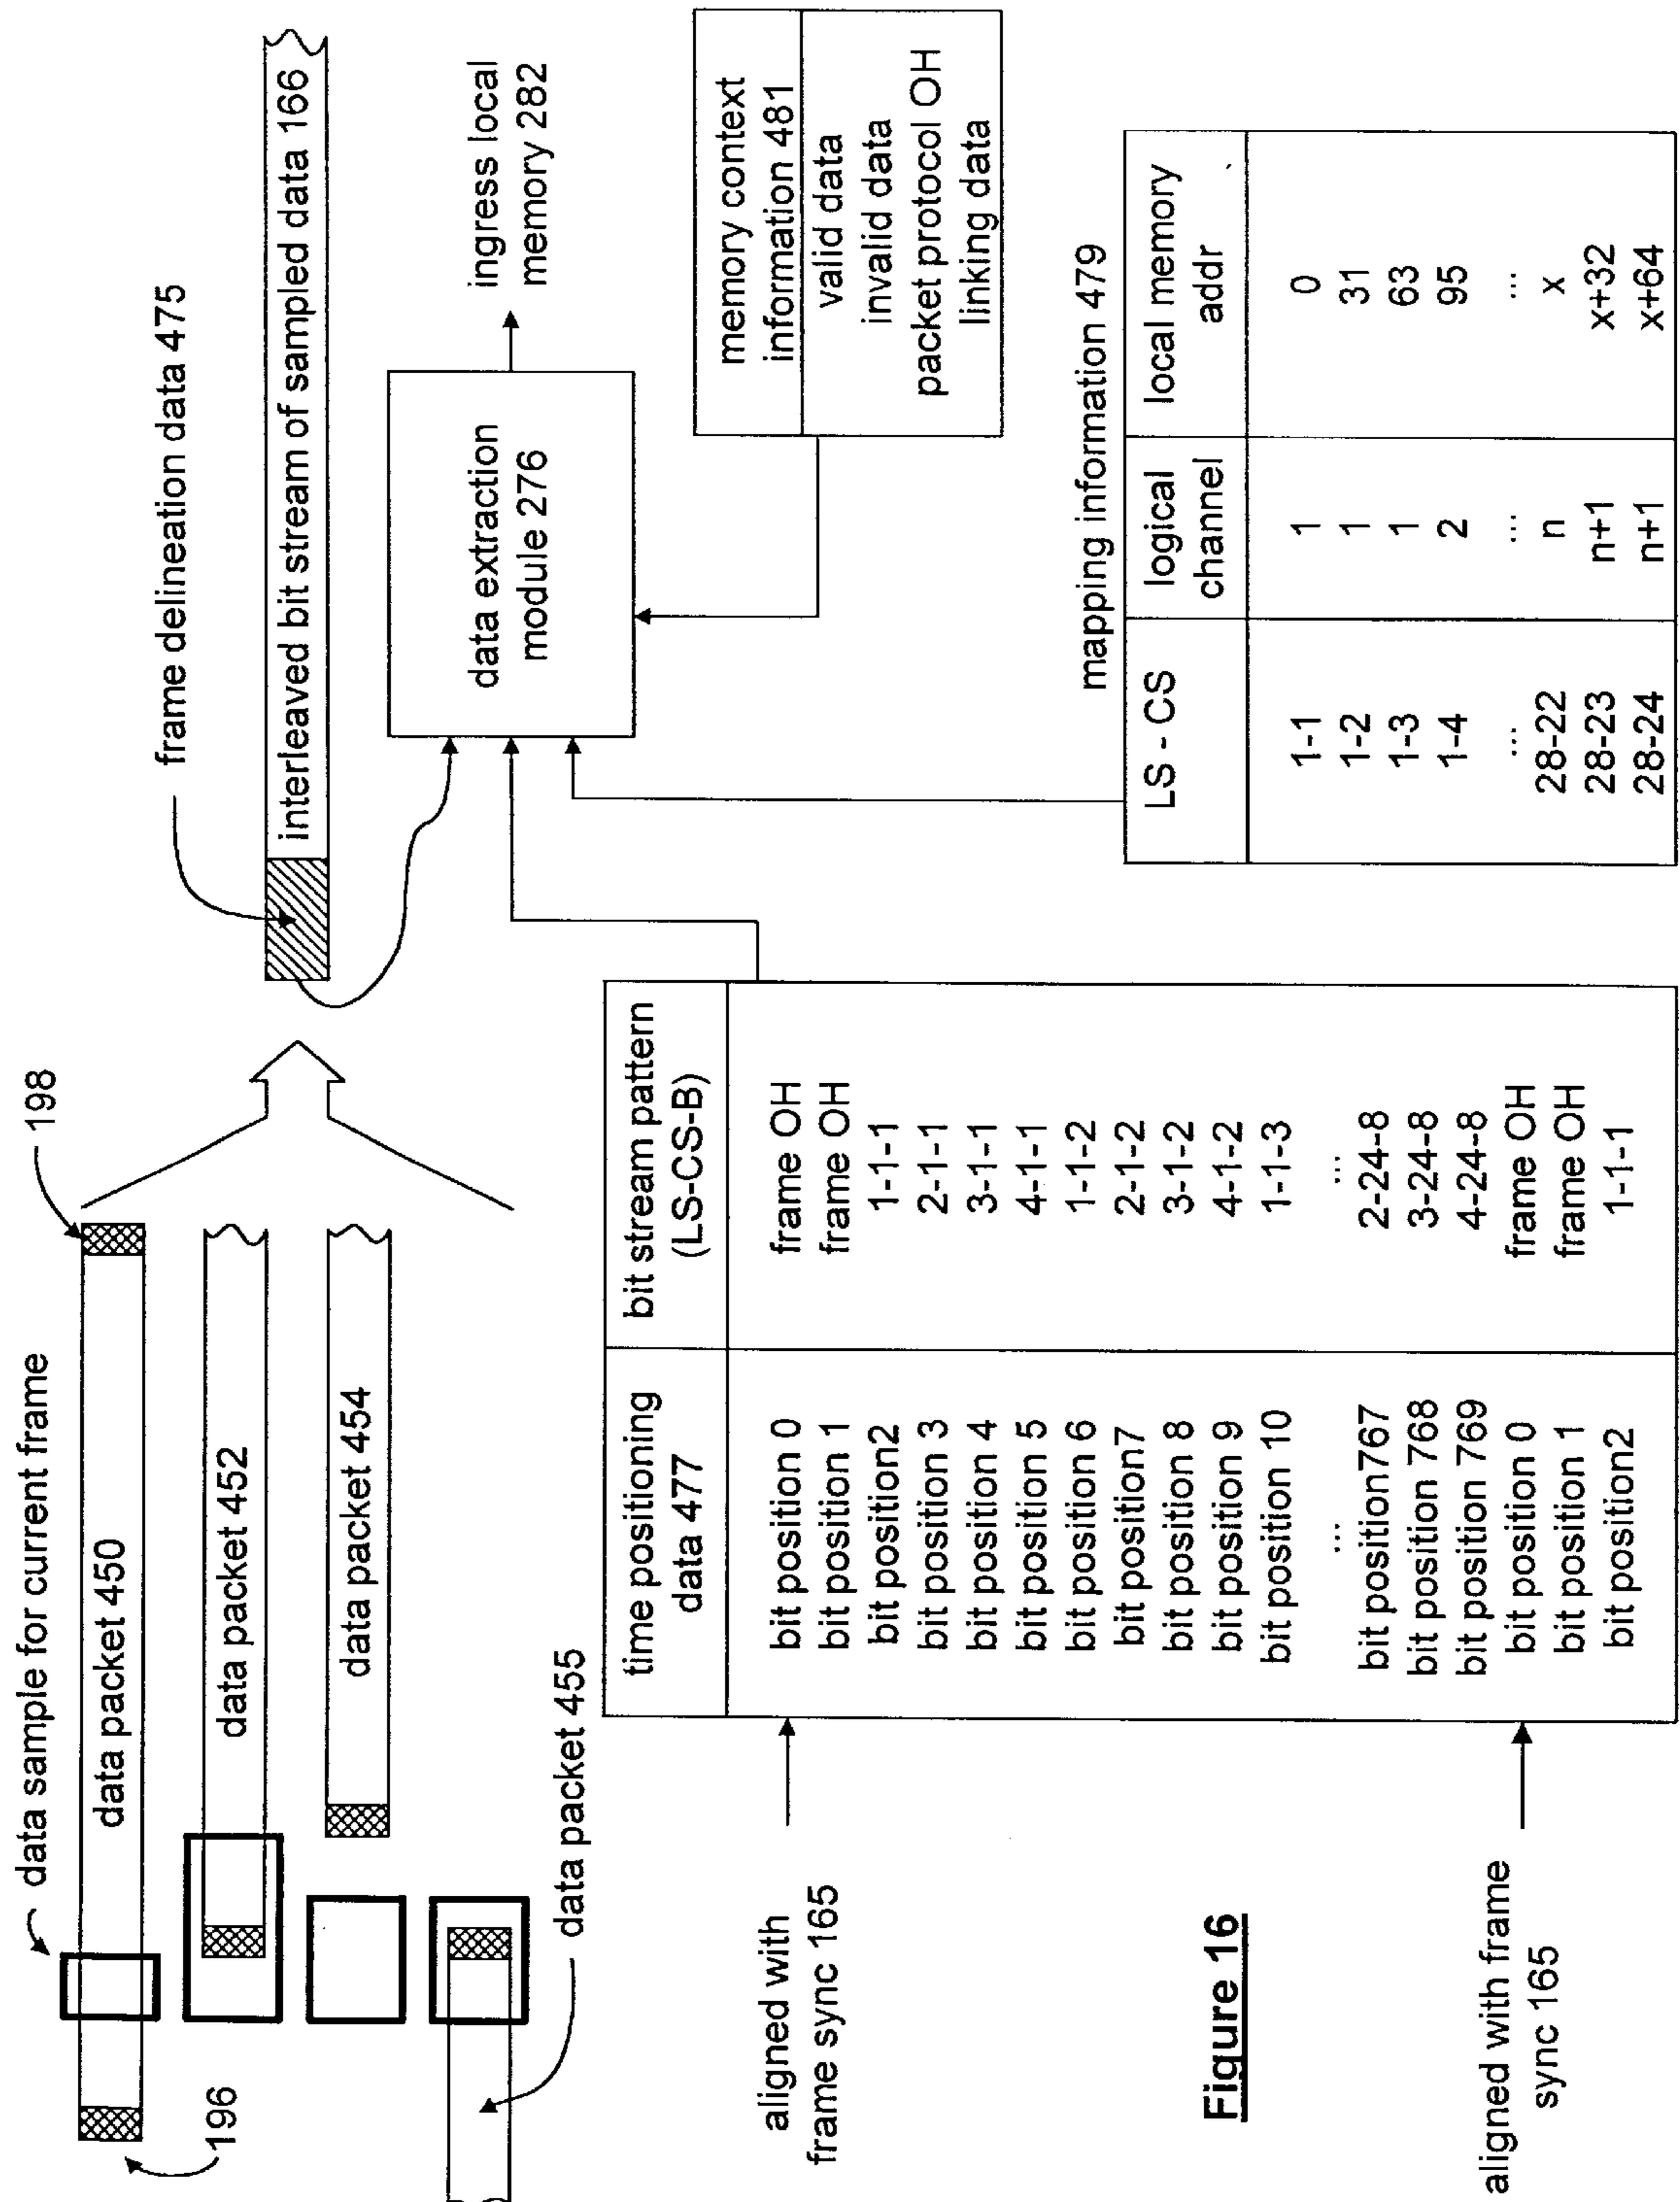 data sample for current frame
198
data packet 450
196
data packet 452
data packet 454
data packet 455
frame delineation data 475
interleaved bit stream of sampled data 166
data extraction
module 276
ingress local
memory 282
memory context
information 481
valid data
invalid data
packet protocol OH
linking data
aligned with
frame sync 165
aligned with frame
sync 165
time positioning
data 477
bit stream pattern
(LS-CS-B)
bit position 0 frame OH
bit position 1 frame OH
bit position2 1-1-1
bit position 3 2-1-1
bit position 4 3-1-1
bit position 5 4-1-1
bit position 6 1-1-2
bit position7 2-1-2
bit position 8 3-1-2
bit position 9 4-1-2
bit position 10 1-1-3
... ...
bit position767 2-24-8
bit position 768 3-24-8
bit position 769 4-24-8
bit position 0 frame OH
bit position 1 frame OH
bit position2 1-1-1
mapping information 479
LS - CS
logical
channel
local memory
addr
1-1 1 0
1-2 1 31
1-3 1 63
1-4 2 95
... ... ...
28-22 n x
28-23 n+1 x+32
28-24 n+1 x+64
Figure 16